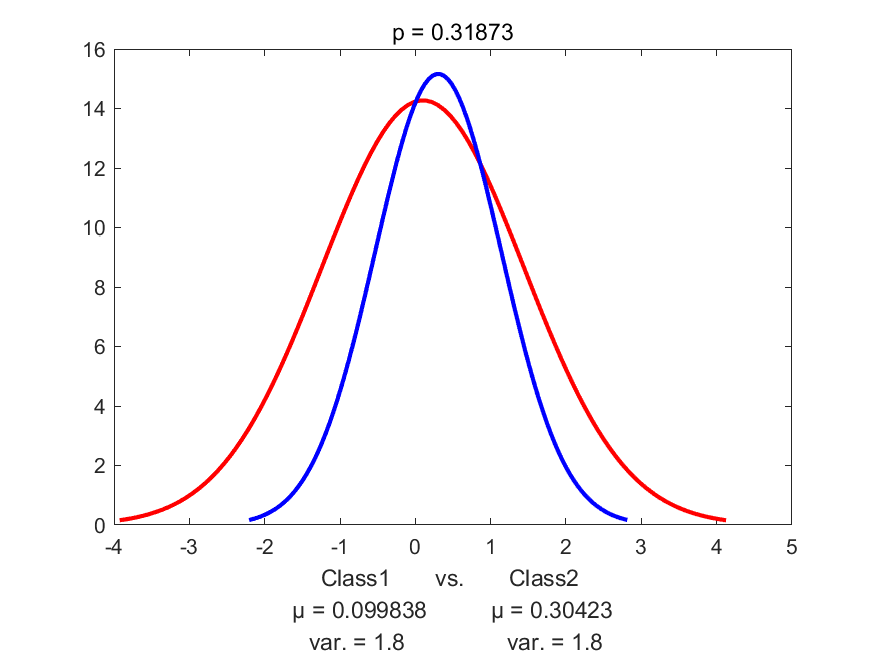 p = 0.31873
16
14
12
10
8
6
4
2
0
-4 -3 -2 -1 0 1 2 3 4 5
Class1 vs. Class2
μ = 0.099838 μ = 0.30423
var. = 1.8 var. = 1.8